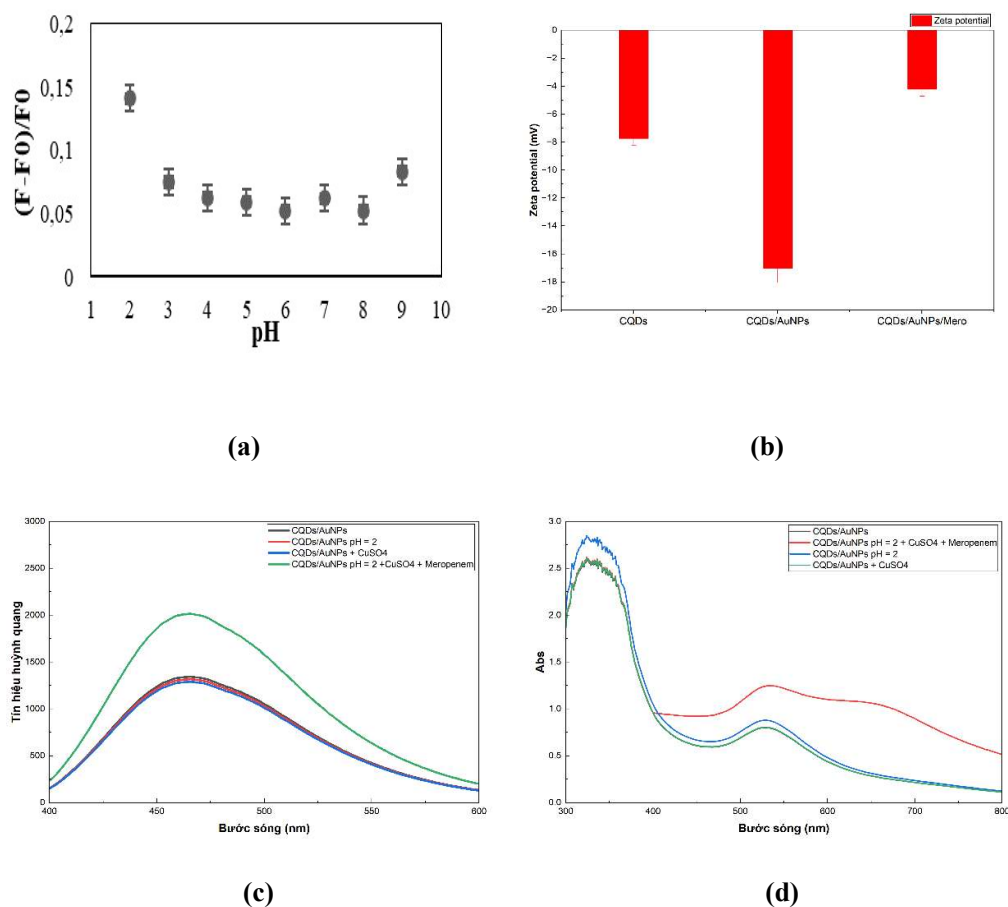 0,2
0,15
0,1
0,05
0
(F-F0)/F0
1 2 3 4 5 6 7 8 9 10
pH
(a)
Zeta potential
0
-2
-4
-6
-8
-10
-12
-14
-16
-18
-20
Zeta potential (mV)
CQDs CQDs/AuNPs CQDs/AuNPs/Mero
(b)
3000
2500
2000
1750
1250
1000
750
500
250
0
Tín hiệu huỳnh quang
CQDs/AuNPs
CQDs/AuNPs pH = 2
CQDs/AuNPs + CuSO4
CQDs/AuNPs pH = 2 +CuSO4 + Meropenem
400 450 500 550 600
Bước sóng (nm)
(c)
3.0
2.5
2.0
1.5
1.0
0.5
0.0
Abs
CQDs/AuNPs
CQDs/AuNPs pH = 2 + CuSO4 + Meropenem
CQDs/AuNPs pH = 2
CQDs/AuNPs + CuSO4
300 400 500 600 700 800
Bước sóng (nm)
(d)